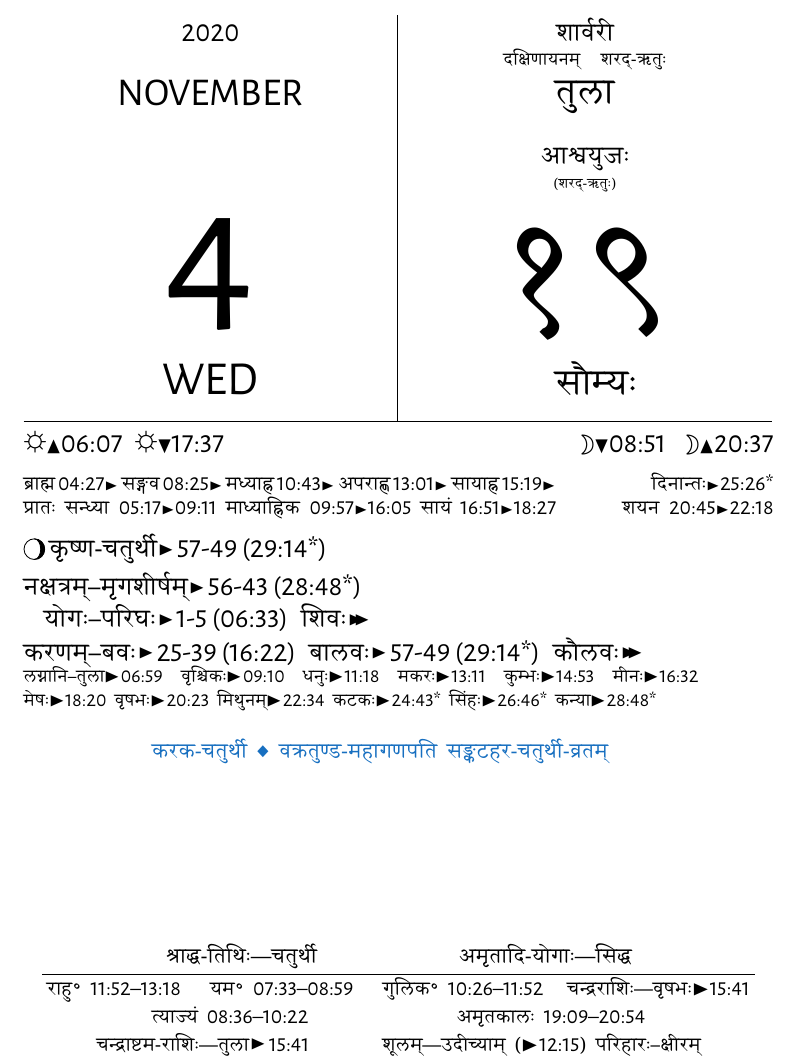 2020
NOVEMBER
4
WED
शार्वरी
दक्षिणायनम् शरद्-ऋतुः
तुला
आश्वयुजः
(शरद्-ऋतुः)
१९
सौम्यः
☼▲06:07 ☼▼17:37 ☽▼08:51 ☽▲20:37
ब्राह्म 04:27► सङ्गव 08:25► मध्याह्न 10:43► अपराह्ण 13:01► सायाह्न 15:19► दिनान्तः►25:26*
प्रातः सन्ध्या 05:17►09:11 माध्याह्निक 09:57►16:05 सायं 16:51►18:27 शयन 20:45►22:18
कृष्ण-चतुर्थी►57-49 (29:14*)
नक्षत्रम्–मृगशीर्षम्►56-43 (28:48*)
योगः–परिघः►1-5 (06:33) शिवः►►
करणम्–बवः►25-39 (16:22) बालवः►57-49 (29:14*) कौलवः►►
लग्नानि–तुला►06:59 वृश्चिकः►09:10 धनुः►11:18 मकरः►13:11 कुम्भः►14:53 मीनः►16:32
मेषः►18:20 वृषभः►20:23 मिथुनम्►22:34 कटकः►24:43* सिंहः►26:46* कन्या►28:48*
करक-चतुर्थी ◆ वक्रतुण्ड-महागणपति सङ्कटहर-चतुर्थी-व्रतम्
श्राद्ध-तिथिः—चतुर्थी अमृतादि-योगाः—सिद्ध
राहु° 11:52–13:18 यम° 07:33–08:59 गुलिक° 10:26–11:52 चन्द्रराशिः—वृषभः►15:41
त्याज्यं 08:36–10:22 अमृतकालः 19:09–20:54
चन्द्राष्टम-राशिः—तुला►15:41 शूलम्—उदीच्याम् (►12:15) परिहारः–क्षीरम्